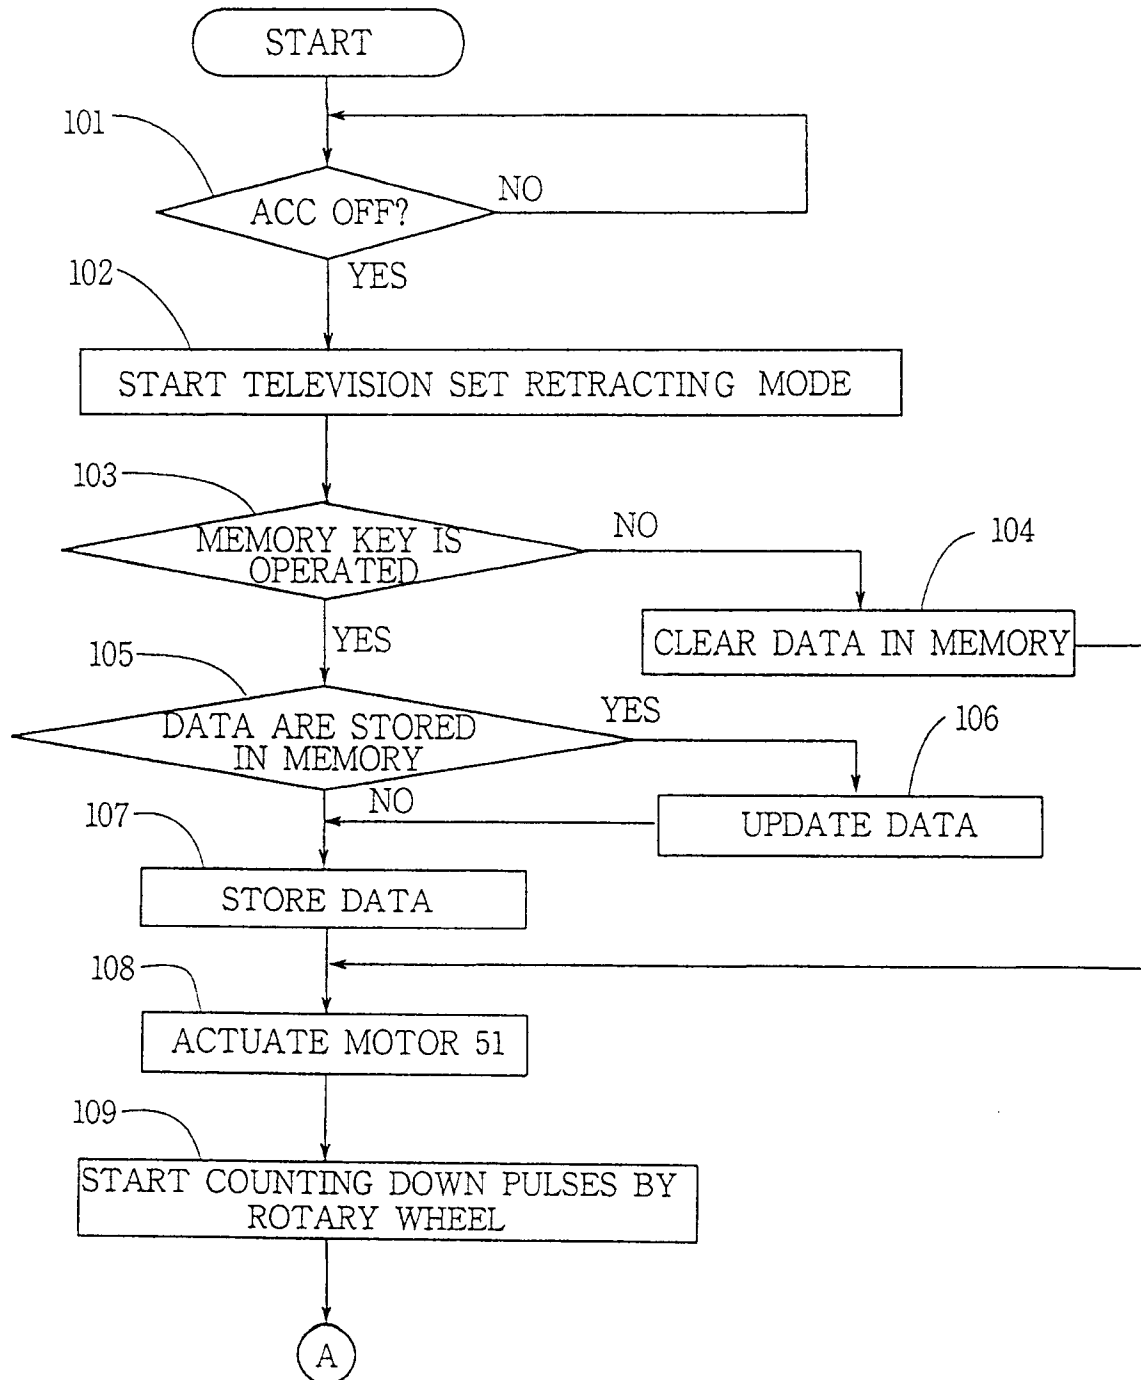 START
101
ACC OFF?
NO
YES
102
START TELEVISION SET RETRACTING MODE
103
MEMORY KEY IS
OPERATED
NO
104
CLEAR DATA IN MEMORY
YES
105
DATA ARE STORED
IN MEMORY
YES
106
UPDATE DATA
NO
107
STORE DATA
108
ACTUATE MOTOR 51
109
START COUNTING DOWN PULSES BY
ROTARY WHEEL
A